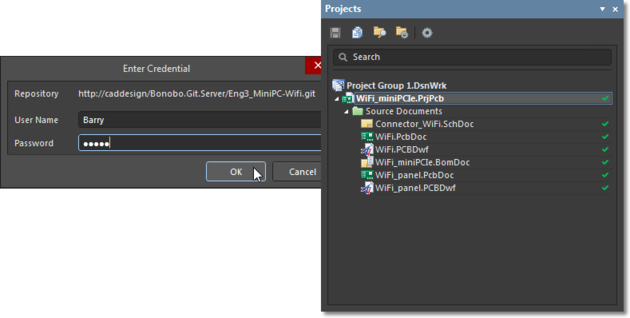 Enter Credential
Repository http://caddesign/Bonobo.Git.Server/Eng3_MiniPC-Wifi.git
User Name Barry
Password •••••
OK Cancel
Projects
Search
Project Group 1.DsnWrk
WiFi_miniPCIe.PrjPcb
Source Documents
Connector_WiFi.SchDoc
WiFi.PcbDoc
WiFi.PCBDwf
WiFi_miniPCIe.BomDoc
WiFi_panel.PcbDoc
WiFi_panel.PCBDwf